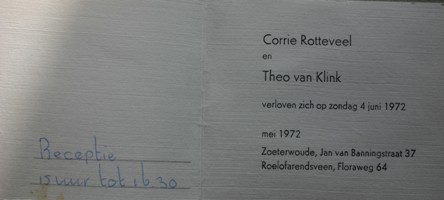 Corrie Rotteveel
en
Theo van Klink
verloven zich op zondag 4 juni 1972
mei 1972
Zoeterwoude, Jan van Banningstraat 37
Roelofarendsveen, Floraweg 64
Receptie
15 uur tot 16.30